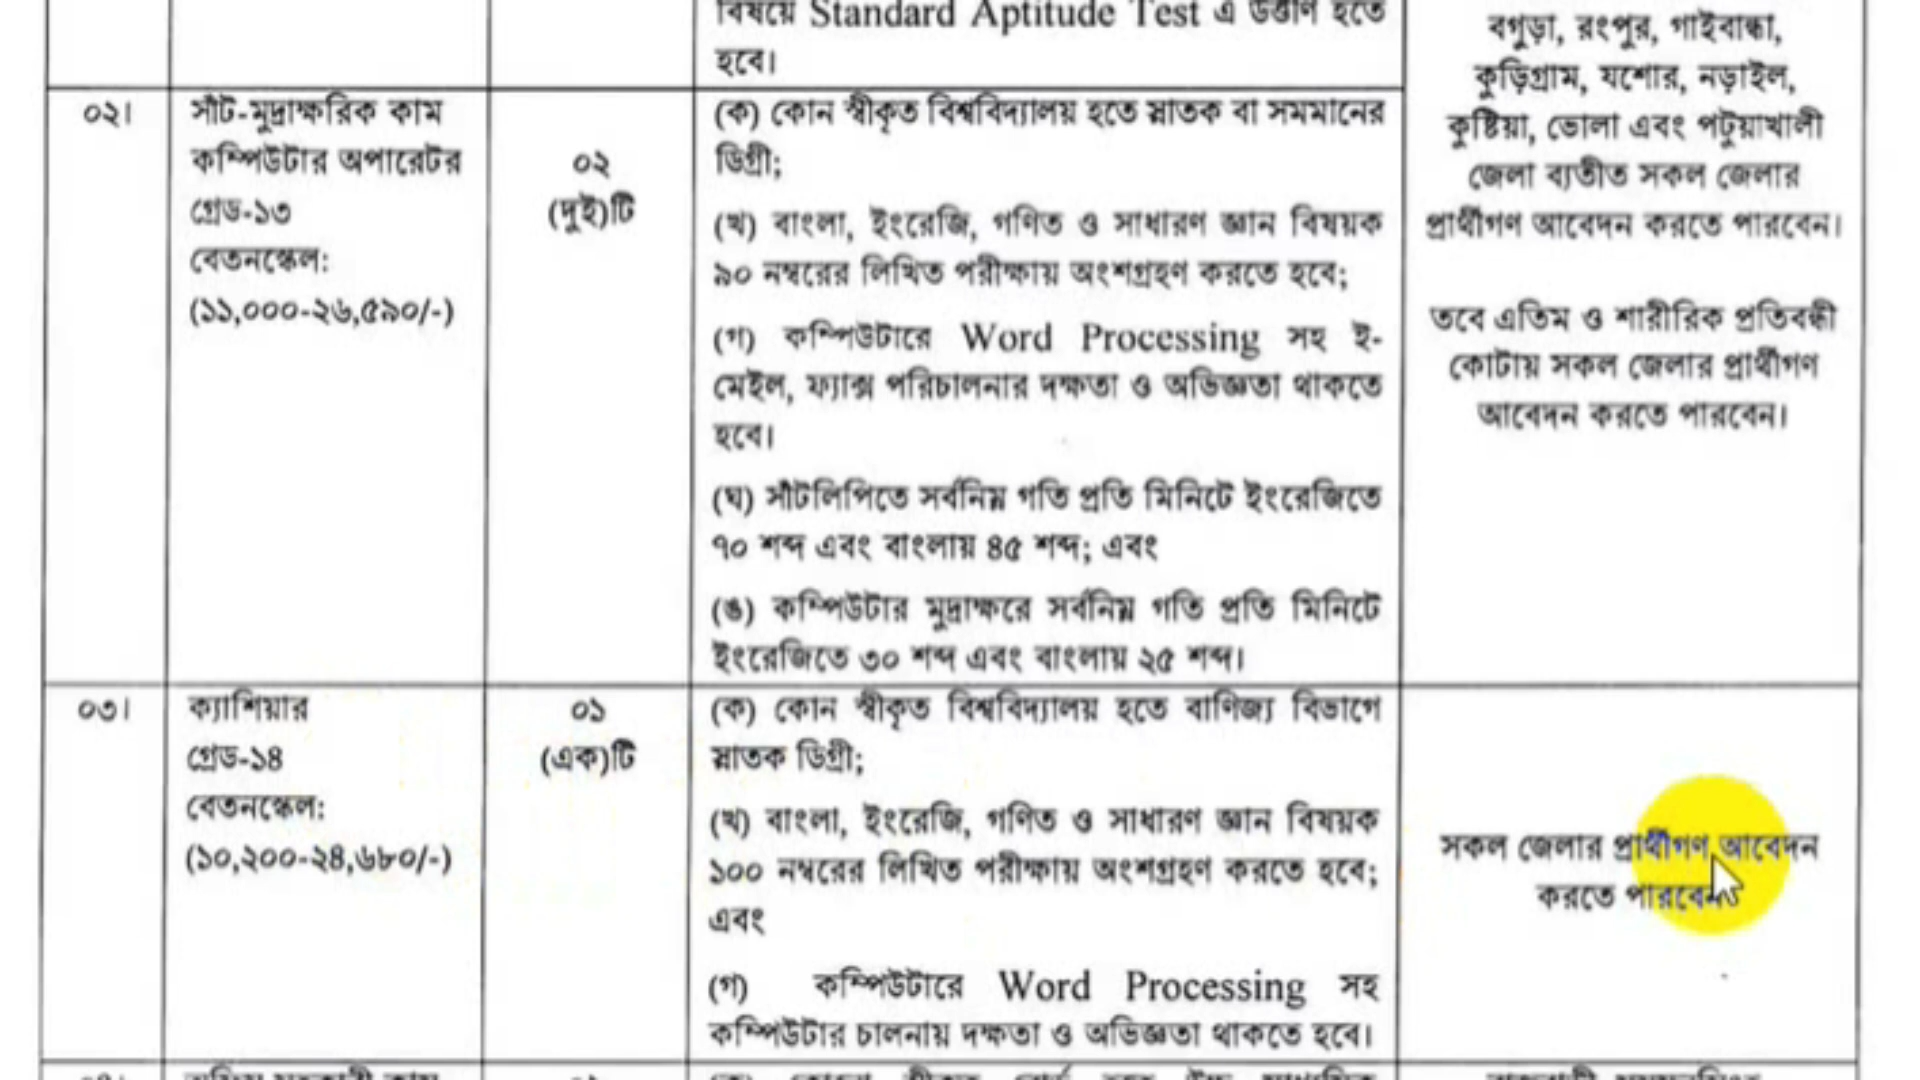 বিষয়ে Standard Aptitude Test এ উত্তীর্ণ হতে
হবে।
বগুড়া, রংপুর, গাইবান্ধা,
কুড়িগ্রাম, যশোর, নড়াইল,
কুষ্টিয়া, ভোলা এবং পটুয়াখালী
জেলা ব্যতীত সকল জেলার
প্রার্থীগণ আবেদন করতে পারবেন।
তবে এতিম ও শারীরিক প্রতিবন্ধী
কোটায় সকল জেলার প্রার্থীগণ
আবেদন করতে পারবেন।
০২।
সাঁট-মুদ্রাক্ষরিক কাম
কম্পিউটার অপারেটর
গ্রেড-১৩
বেতনস্কেল:
(১১,০০০-২৬,৫৯০/-)
০২
(দুই)টি
(ক) কোন স্বীকৃত বিশ্ববিদ্যালয় হতে স্নাতক বা সমমানের
ডিগ্রী;
(খ) বাংলা, ইংরেজি, গণিত ও সাধারণ জ্ঞান বিষয়ক
৯০ নম্বরের লিখিত পরীক্ষায় অংশগ্রহণ করতে হবে;
(গ) কম্পিউটারে Word Processing সহ ই-
মেইল, ফ্যাক্স পরিচালনার দক্ষতা ও অভিজ্ঞতা থাকতে
হবে।
(ঘ) সাঁটলিপিতে সর্বনিম্ন গতি প্রতি মিনিটে ইংরেজিতে
৭০ শব্দ এবং বাংলায় ৪৫ শব্দ; এবং
(ঙ) কম্পিউটার মুদ্রাক্ষরে সর্বনিম্ন গতি প্রতি মিনিটে
ইংরেজিতে ৩০ শব্দ এবং বাংলায় ২৫ শব্দ।
০৩।
ক্যাশিয়ার
গ্রেড-১৪
বেতনস্কেল:
(১০,২০০-২৪,৬৮০/-)
০১
(এক)টি
(ক) কোন স্বীকৃত বিশ্ববিদ্যালয় হতে বাণিজ্য বিভাগে
স্নাতক ডিগ্রী;
(খ) বাংলা, ইংরেজি, গণিত ও সাধারণ জ্ঞান বিষয়ক
১০০ নম্বরের লিখিত পরীক্ষায় অংশগ্রহণ করতে হবে;
এবং
(গ) কম্পিউটারে Word Processing সহ
কম্পিউটার চালনায় দক্ষতা ও অভিজ্ঞতা থাকতে হবে।
সকল জেলার প্রার্থীগণ আবেদন
করতে পারবেন।